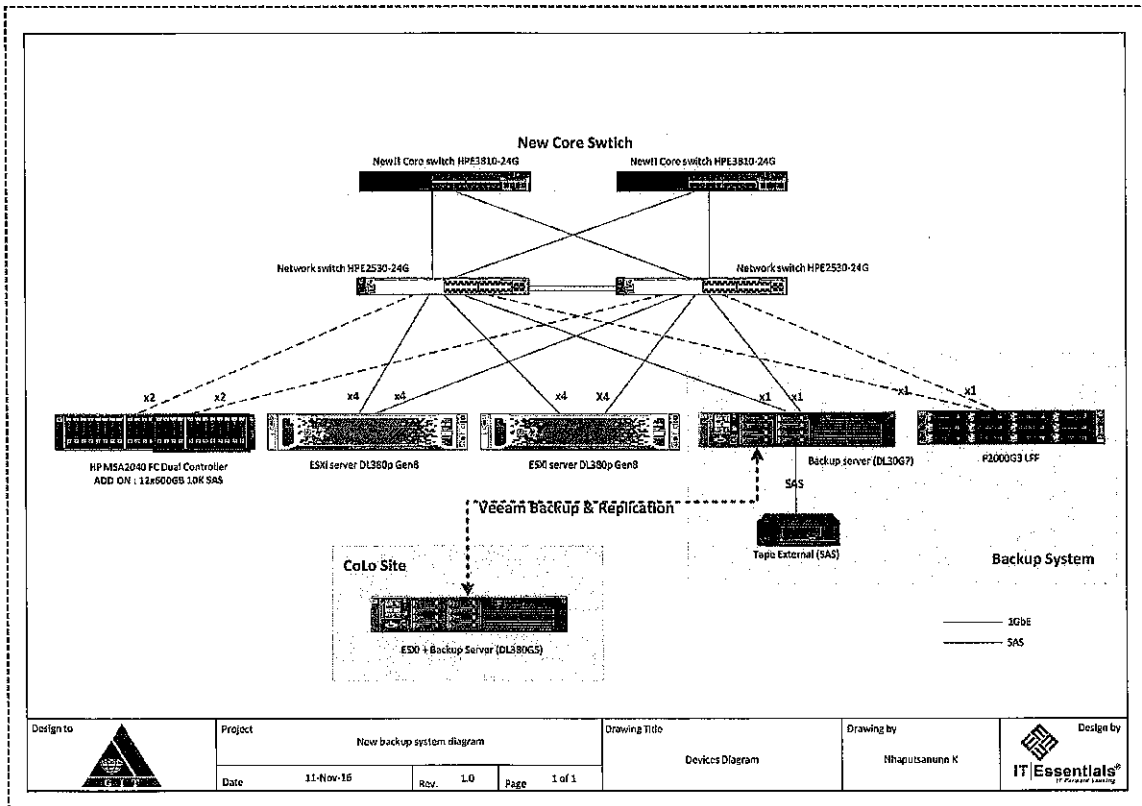 New Core Swtich
New!! Core switch HPE3810-24G
New!! Core switch HPE3810-24G
Network switch HPE2530-24G
Network switch HPE2530-24G
x2
x2
x4
x4
x4
X4
x1
x1
x1
x1
HP MSA2040 FC Dual Controller
ADD ON : 12x600GB 10K SAS
ESXi server DL380p Gen8
ESXi server DL380p Gen8
Backup server (DL30G7)
P2000G3 LFF
SAS
Veeam Backup & Replication
Tape External (SAS)
Backup System
CoLo Site
ESXi + Backup Server (DL380G5)
1GbE
SAS
Design to
Project
New backup system diagram
Date
11-Nov-16
Rev.
1.0
Page
1 of 1
Drawing Title
Devices Diagram
Drawing by
Nhaputsanunp K
Design by
IT|Essentials®